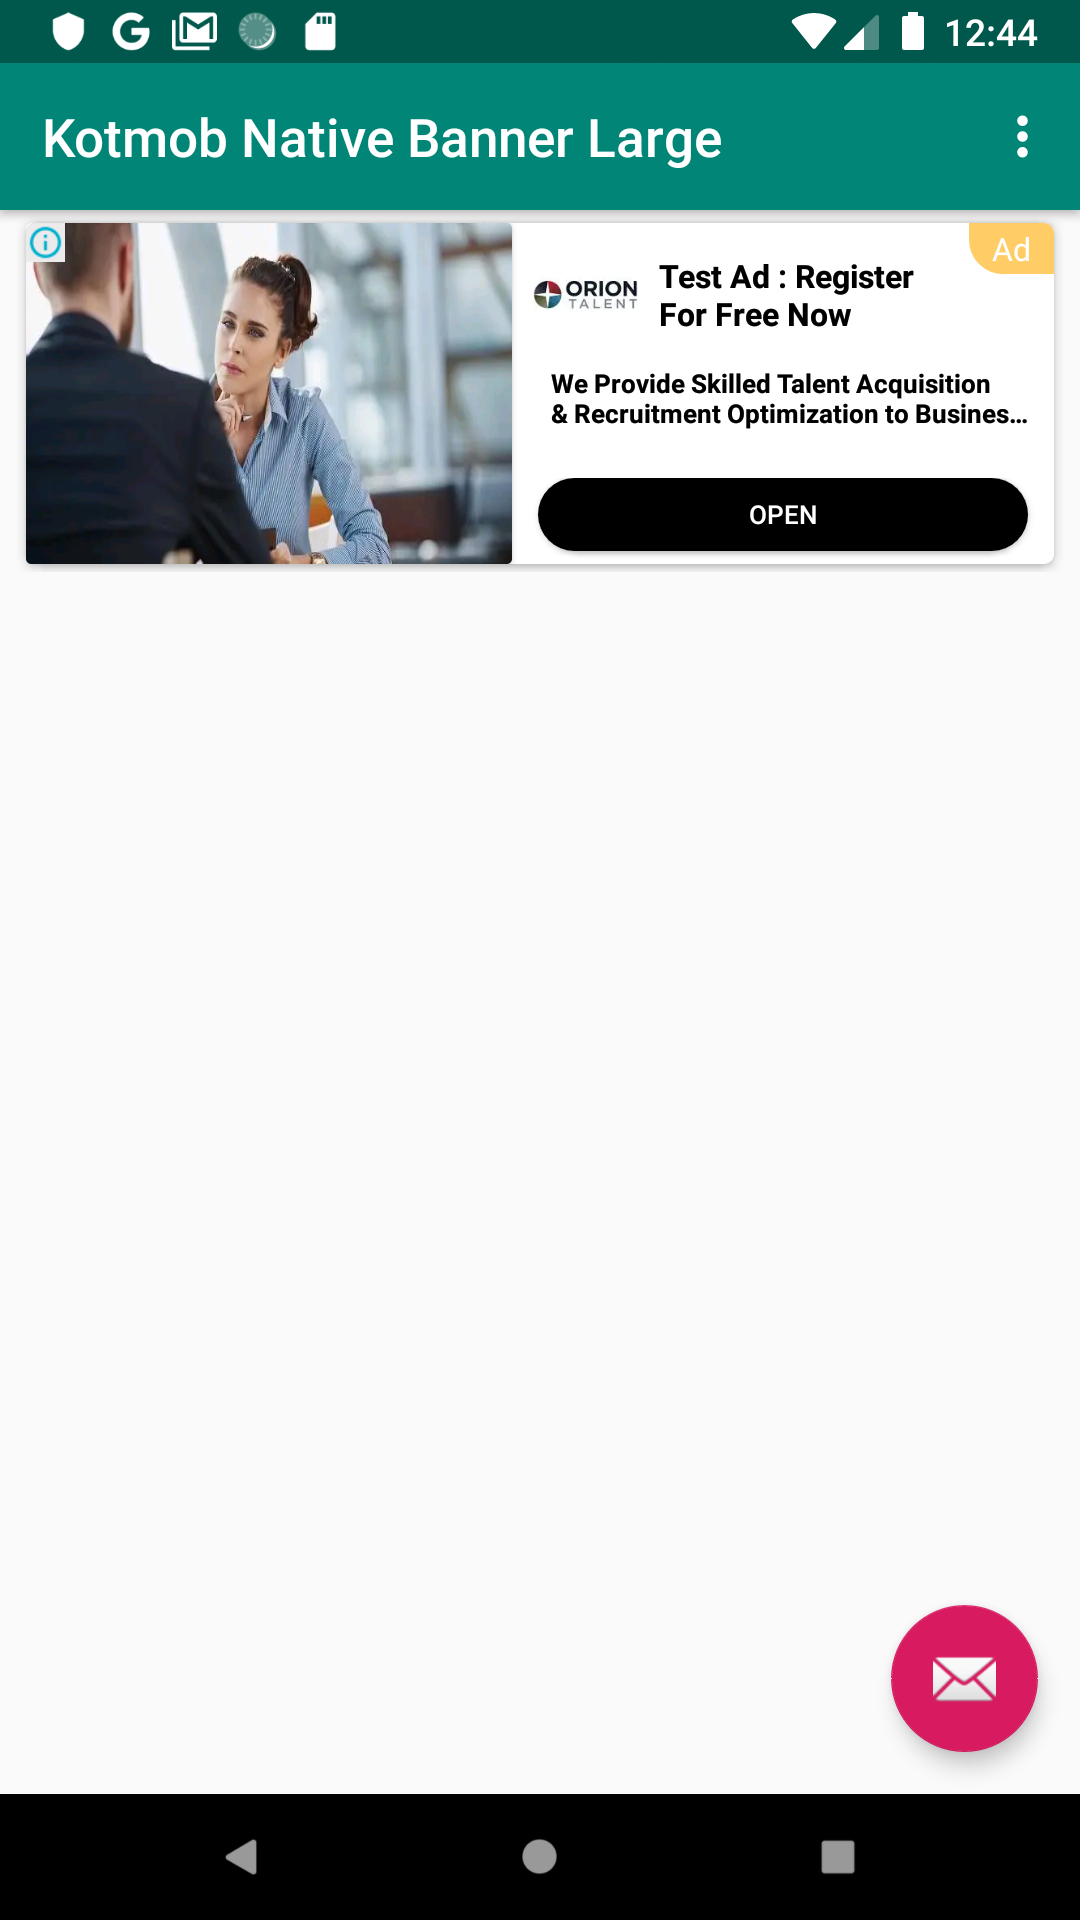 12:44
Kotmob Native Banner Large
Ad
ORION
TALENT
Test Ad : Register
For Free Now
We Provide Skilled Talent Acquisition
& Recruitment Optimization to Busines…
OPEN